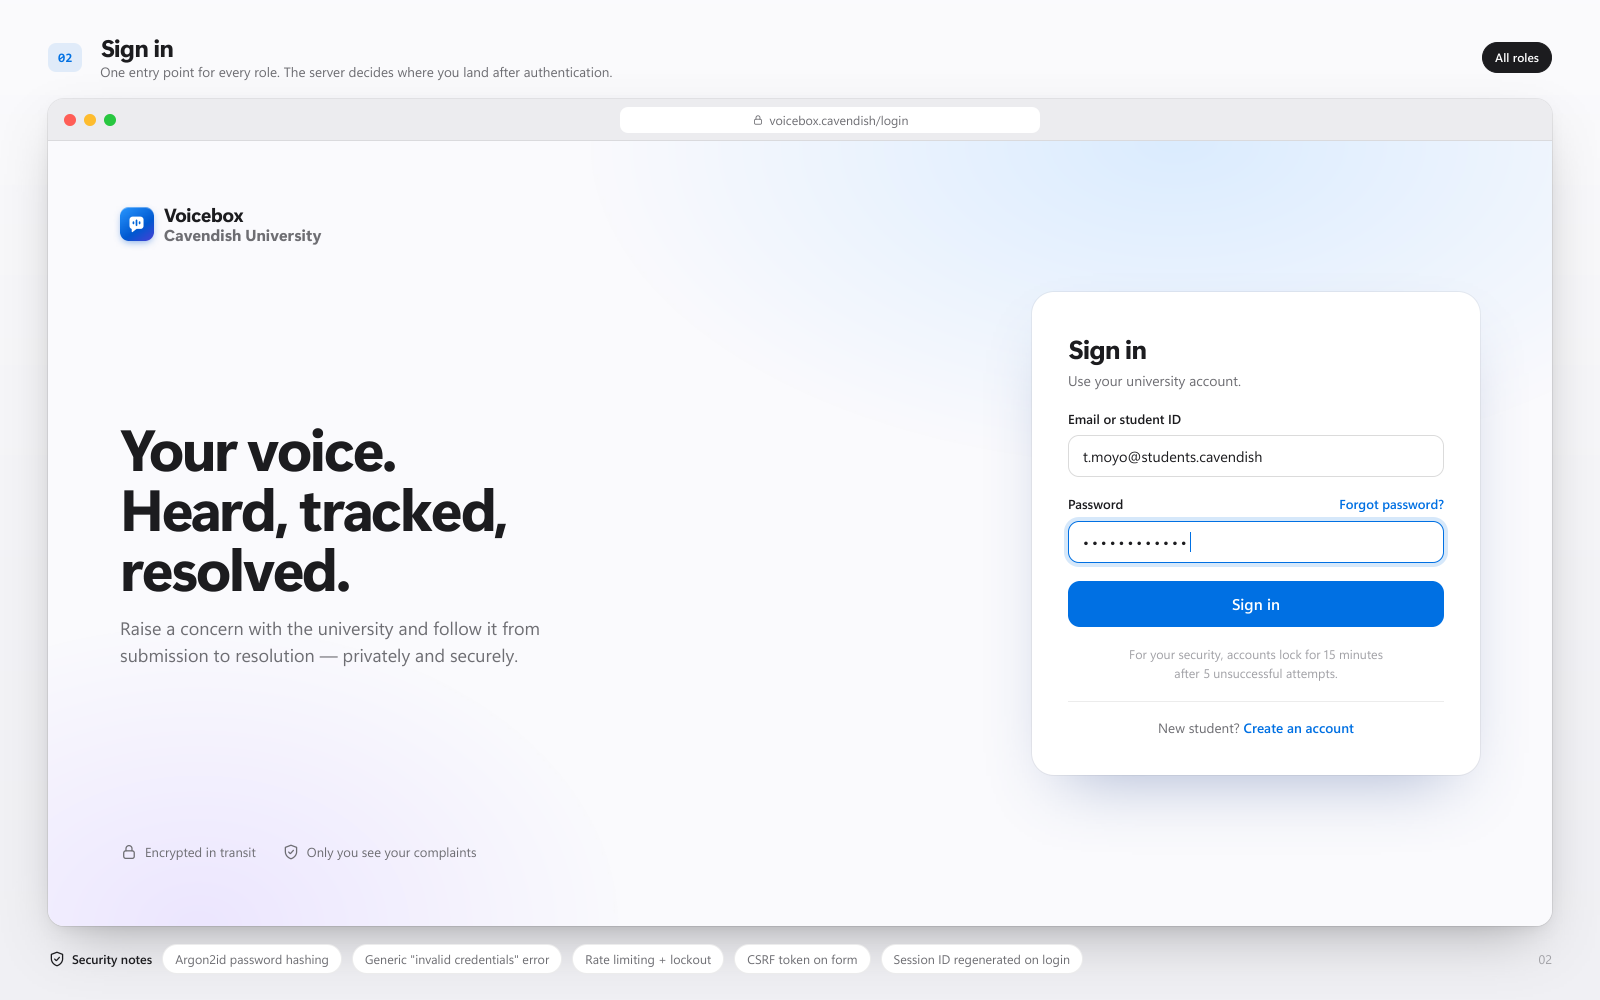 02
Sign in
One entry point for every role. The server decides where you land after authentication.
All roles
voicebox.cavendish/login
Voicebox
Cavendish University
Your voice.
Heard, tracked,
resolved.
Raise a concern with the university and follow it from
submission to resolution — privately and securely.
Encrypted in transit
Only you see your complaints
Sign in
Use your university account.
Email or student ID
t.moyo@students.cavendish
Password
Forgot password?
••••••••••••
Sign in
For your security, accounts lock for 15 minutes
after 5 unsuccessful attempts.
New student? Create an account
Security notes
Argon2id password hashing
Generic "invalid credentials" error
Rate limiting + lockout
CSRF token on form
Session ID regenerated on login
02